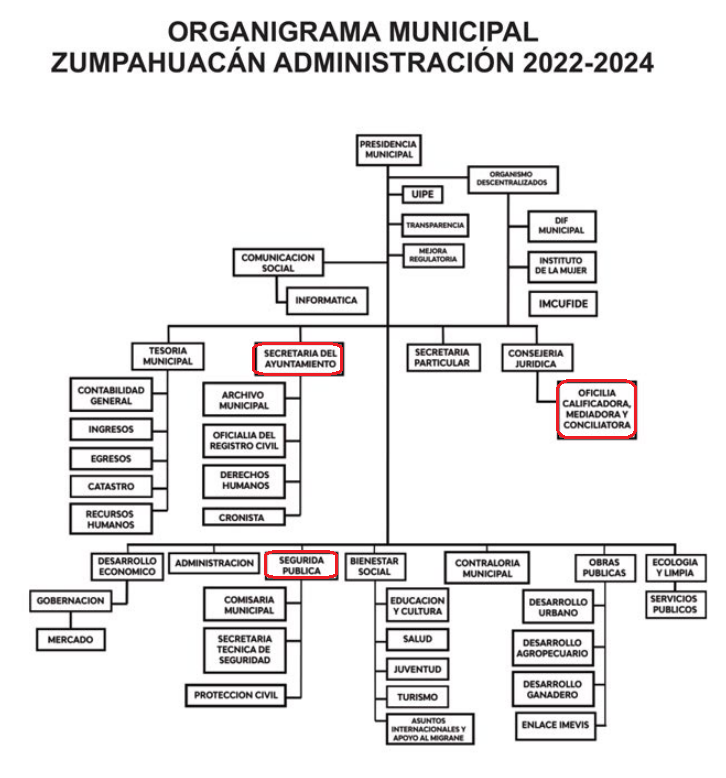 ORGANIGRAMA MUNICIPAL
ZUMPAHUACÁN ADMINISTRACIÓN 2022-2024
PRESIDENCIA
MUNICIPAL
ORGANISMO
DESCENTRALIZADOS
UIPE
TRANSPARENCIA
DIF
MUNICIPAL
MEJORA
REGULATORIA
COMUNICACION
SOCIAL
INSTITUTO
DE LA MUJER
INFORMATICA
IMCUFIDE
TESORIA
MUNICIPAL
SECRETARIA DEL
AYUNTAMIENTO
SECRETARIA
PARTICULAR
CONSEJERIA
JURIDICA
CONTABILIDAD
GENERAL
INGRESOS
EGRESOS
CATASTRO
RECURSOS
HUMANOS
ARCHIVO
MUNICIPAL
OFICIALIA DEL
REGISTRO CIVIL
DERECHOS
HUMANOS
CRONISTA
OFICILIA
CALIFICADORA,
MEDIADORA Y
CONCILIATORA
DESARROLLO
ECONOMICO
ADMINISTRACION
SEGURIDA
PUBLICA
BIENESTAR
SOCIAL
CONTRALORIA
MUNICIPAL
OBRAS
PUBLICAS
ECOLOGIA
Y LIMPIA
GOBERNACION
MERCADO
COMISARIA
MUNICIPAL
SECRETARIA
TECNICA DE
SEGURIDAD
PROTECCION CIVIL
EDUCACION
Y CULTURA
SALUD
JUVENTUD
TURISMO
ASUNTOS
INTERNACIONALES Y
APOYO AL MIGRANE
DESARROLLO
URBANO
DESARROLLO
AGROPECUARIO
DESARROLLO
GANADERO
ENLACE IMEVIS
SERVICIOS
PUBLICOS